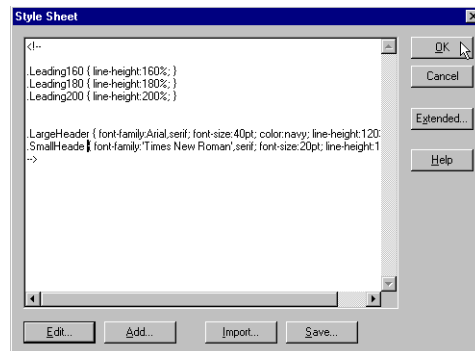 Style Sheet
<!--
.Leading160 { line-height:160%; }
.Leading180 { line-height:180%; }
.Leading200 { line-height:200%; }
.LargeHeader { font-family:Arial,serif; font-size:40pt; color:navy; line-height:120%
.SmallHeade { font-family:'Times New Roman',serif; font-size:20pt; line-height:1
-->
OK
Cancel
Extended...
Help
Edit...
Add...
Import...
Save...